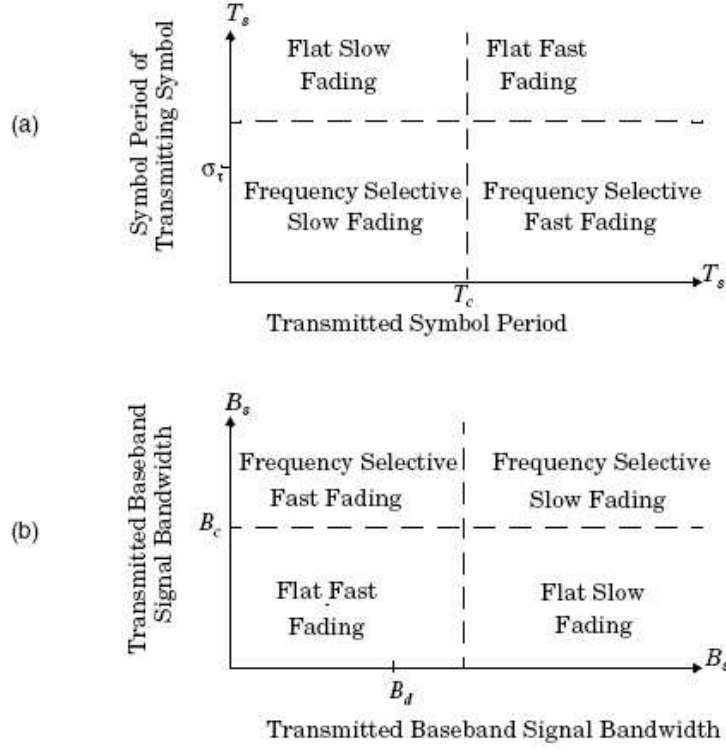 (a)
Symbol Period of
Transmitting Symbol
T_s
Flat Slow
Fading
Flat Fast
Fading
σ_τ
Frequency Selective
Slow Fading
Frequency Selective
Fast Fading
T_c
T_s
Transmitted Symbol Period
(b)
Transmitted Baseband
Signal Bandwidth
B_s
Frequency Selective
Fast Fading
Frequency Selective
Slow Fading
B_c
Flat Fast
Fading
Flat Slow
Fading
B_d
B_s
Transmitted Baseband Signal Bandwidth